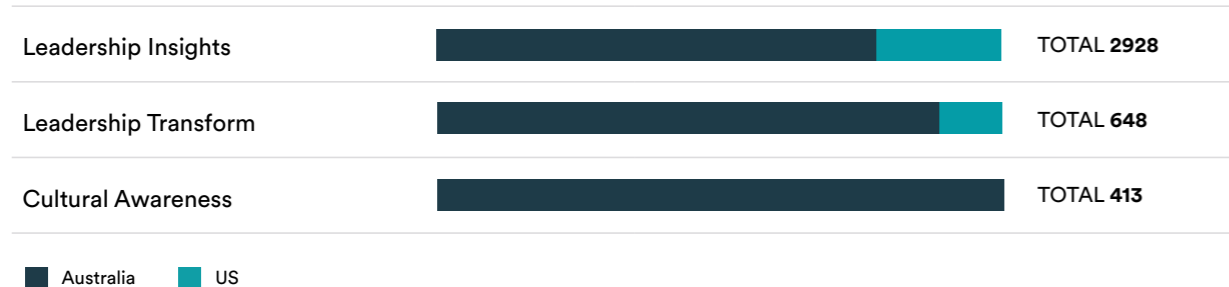 Leadership Insights TOTAL 2928
Leadership Transform TOTAL 648
Cultural Awareness TOTAL 413
Australia US